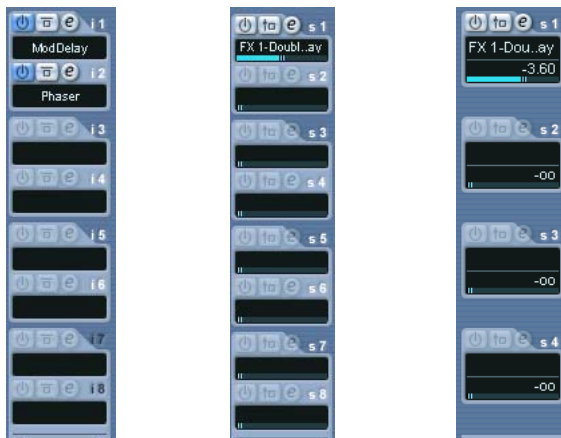 e i1
ModDelay
e i2
Phaser
e i3
e i4
e i5
e i6
e i7
e i8
e s1
FX 1-Doubl..ay
e s2
e s3
e s4
e s5
e s6
e s7
e s8
e s1
FX 1-Dou..ay
-3.60
e s2
-oo
e s3
-oo
e s4
-oo